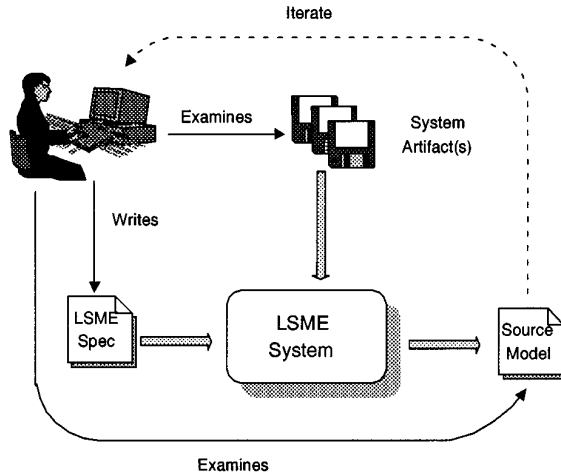 Iterate
Examines
System
Artifact(s)
Writes
LSME
Spec
LSME
System
Source
Model
Examines